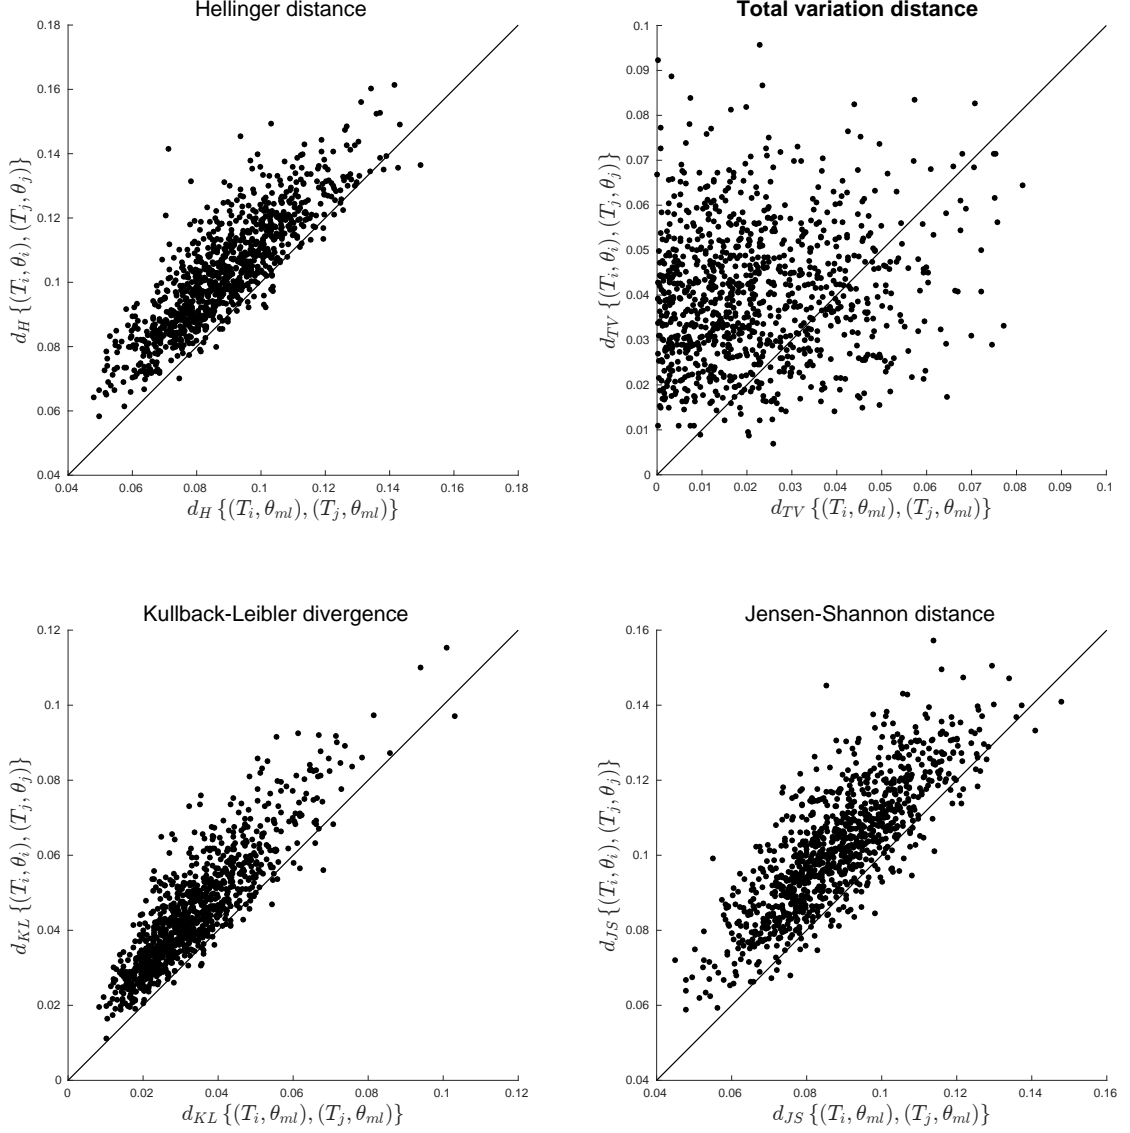 Hellinger distance
0.18
0.16
0.14
0.12
0.1
0.08
0.06
0.04
0.04 0.06 0.08 0.1 0.12 0.14 0.16 0.18
d_H {(T_i, θ_i), (T_j, θ_j)}
d_H {(T_i, θ_ml), (T_j, θ_ml)}
Total variation distance
0.1
0.09
0.08
0.07
0.06
0.05
0.04
0.03
0.02
0.01
0
0 0.01 0.02 0.03 0.04 0.05 0.06 0.07 0.08 0.09 0.1
d_TV {(T_i, θ_i), (T_j, θ_j)}
d_TV {(T_i, θ_ml), (T_j, θ_ml)}
Kullback-Leibler divergence
0.12
0.1
0.08
0.06
0.04
0.02
0
0 0.02 0.04 0.06 0.08 0.1 0.12
d_KL {(T_i, θ_i), (T_j, θ_j)}
d_KL {(T_i, θ_ml), (T_j, θ_ml)}
Jensen-Shannon distance
0.16
0.14
0.12
0.1
0.08
0.06
0.04
0.04 0.06 0.08 0.1 0.12 0.14 0.16
d_JS {(T_i, θ_i), (T_j, θ_j)}
d_JS {(T_i, θ_ml), (T_j, θ_ml)}